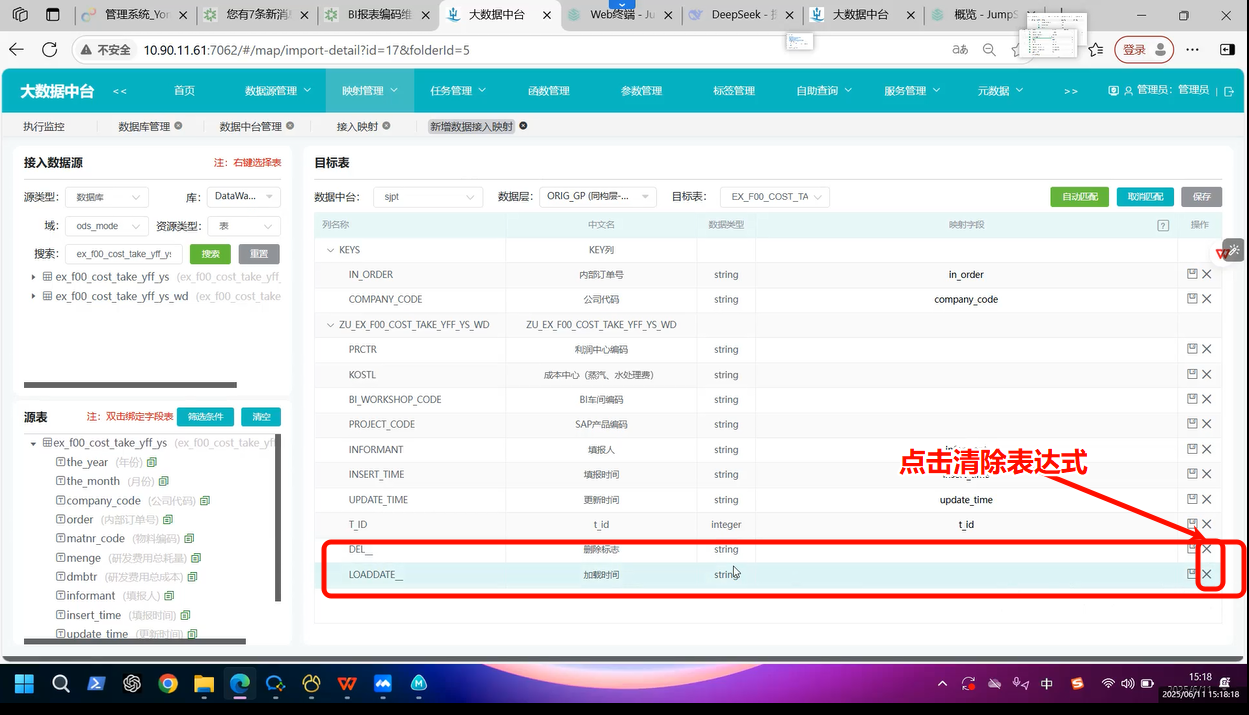 管理系统_Yor
您有7条新消
BI报表编码维
大数据中台
Web终端 - Ju
DeepSeek - 探
大数据中台
概览 - JumpS
不安全
10.90.11.61:7062/#/map/import-detail?id=17&folderId=5
登录
大数据中台
<<
首页
数据源管理
映射管理
任务管理
函数管理
参数管理
标签管理
自助查询
服务管理
元数据
>>
管理员: 管理员
执行监控
数据库管理
数据中台管理
接入映射
新增数据接入映射
接入数据源
注: 右键选择表
源类型:
数据库
库:
DataWa...
域:
ods_mode
资源类型:
表
搜索:
ex_f00_cost_take_yff_ys
搜索
重置
ex_f00_cost_take_yff_ys (ex_f00_cost_take_yff_
ex_f00_cost_take_yff_ys_wd (ex_f00_cost_take
源表
注: 双击绑定字段表
筛选条件
清空
ex_f00_cost_take_yff_ys (ex_f00_cost_take_yf
the_year (年份)
the_month (月份)
company_code (公司代码)
order (内部订单号)
matnr_code (物料编码)
menge (研发费用总耗量)
dmbtr (研发费用总成本)
informant (填报人)
insert_time (填报时间)
update_time (更新时间)
目标表
数据中台:
sjpt
数据层:
ORIG_GP (同构层-...
目标表:
EX_F00_COST_TA
自动匹配
取消匹配
保存
列名称 中文名 数据类型 映射字段 ? 操作
KEYS KEY列
IN_ORDER 内部订单号 string in_order
COMPANY_CODE 公司代码 string company_code
ZU_EX_F00_COST_TAKE_YFF_YS_WD ZU_EX_F00_COST_TAKE_YFF_YS_WD
PRCTR 利润中心编码 string
KOSTL 成本中心（蒸汽、水处理费） string
BI_WORKSHOP_CODE BI车间编码 string
PROJECT_CODE SAP产品编码 string
INFORMANT 填报人 string
点击清除表达式
INSERT_TIME 填报时间 string
UPDATE_TIME 更新时间 string update_time
T_ID t_id integer t_id
DEL__ 删除标志 string
LOADDATE__ 加载时间 string
中
15:18
2025/06/11 15:18:18